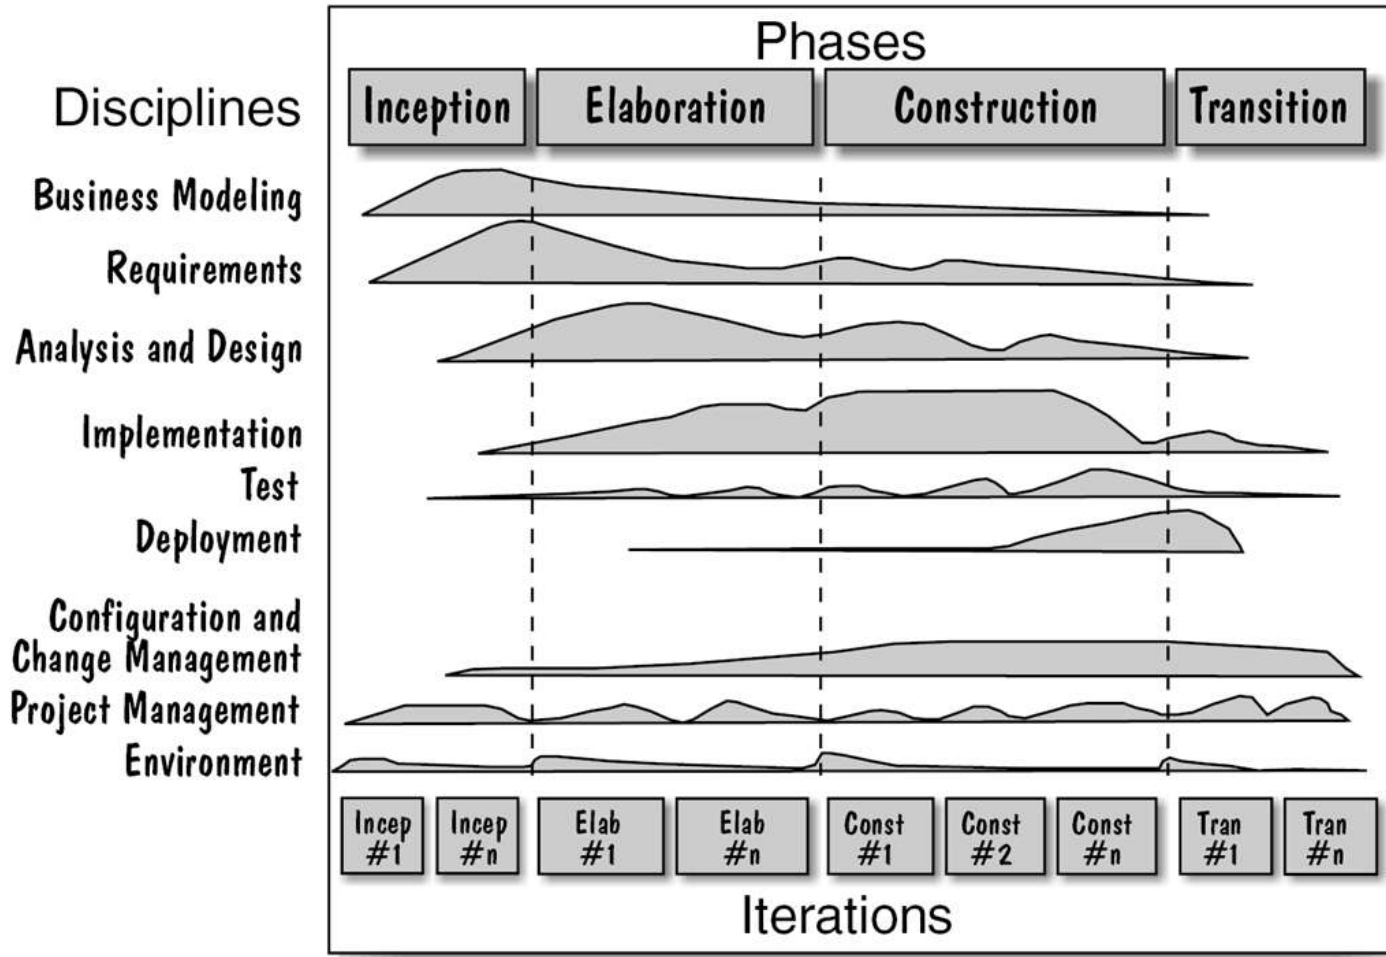 Phases
Disciplines
Inception
Elaboration
Construction
Transition
Business Modeling
Requirements
Analysis and Design
Implementation
Test
Deployment
Configuration and
Change Management
Project Management
Environment
Incep
#1
Incep
#n
Elab
#1
Elab
#n
Const
#1
Const
#2
Const
#n
Tran
#1
Tran
#n
Iterations